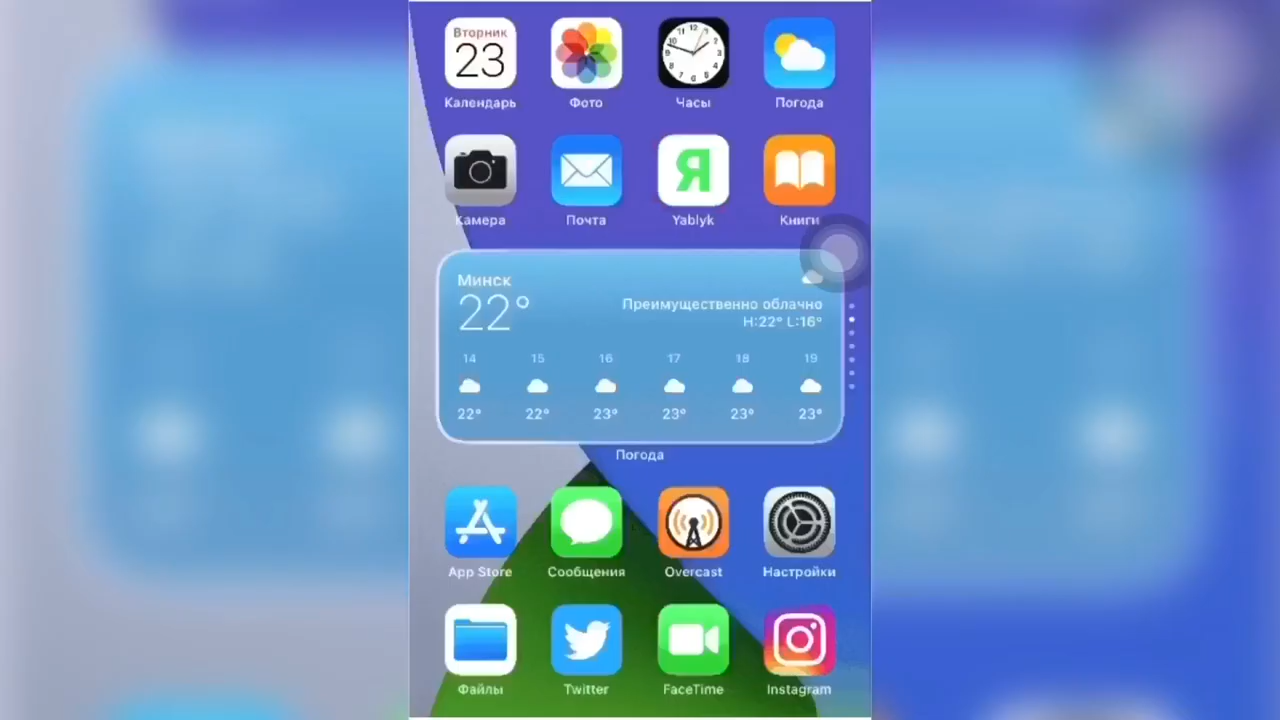 Вторник
23
Календарь
Фото
Часы
Погода
Камера
Почта
Я
Yablyk
Книги
Минск
22°
Преимущественно облачно
H:22° L:16°
14 15 16 17 18 19
22° 22° 23° 23° 23° 23°
Погода
App Store
Сообщения
Overcast
Настройки
Файлы
Twitter
FaceTime
Instagram